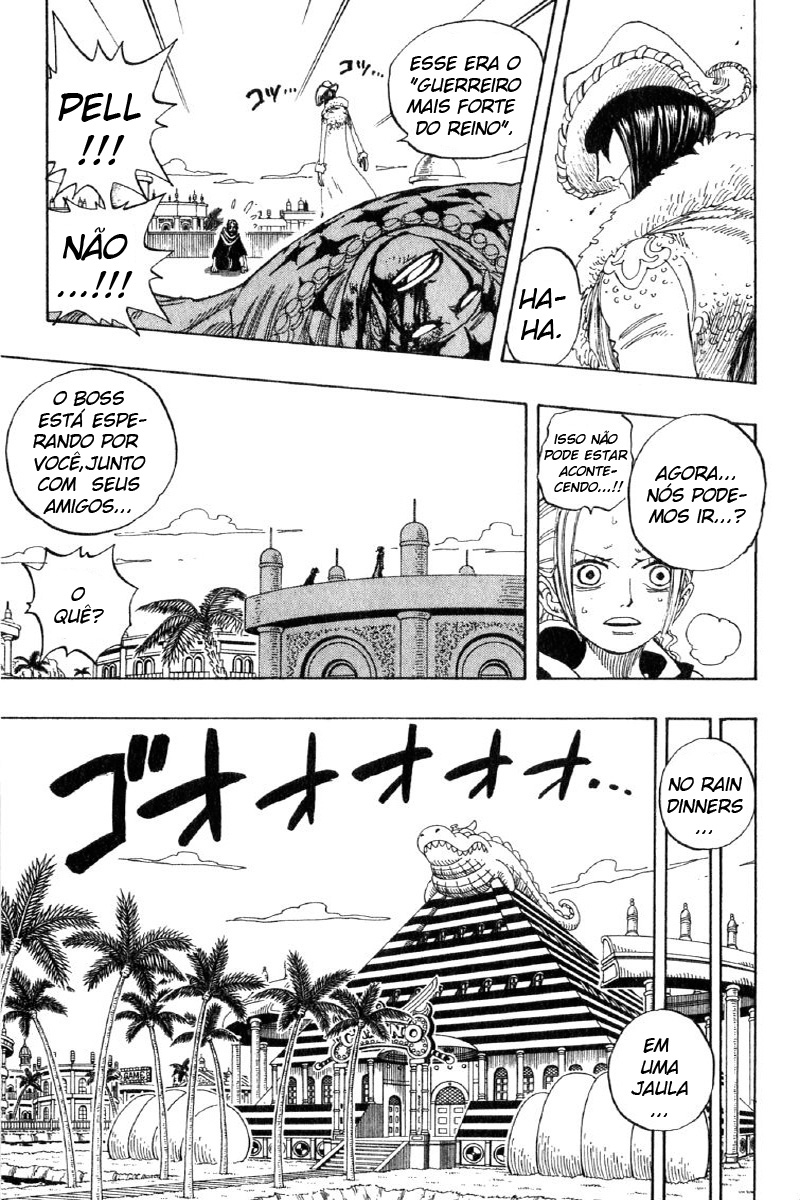 HA-
HA.
ESSE ERA O
"GUERREIRO
MAIS FORTE
DO REINO".
コッ...
コツ...
PELL
!!!
NÃO
...!!!
AGORA...
NÓS PODE-
MOS IR...?
ISSO NÃO
PODE ESTAR
ACONTE-
CENDO...!!
O BOSS
ESTÁ ESPE-
RANDO POR
VOCÊ,JUNTO
COM SEUS
AMIGOS...
O
QUÊ?
NO RAIN
DINNERS
...
EM
UMA
JAULA
...
ゴオオオオ...